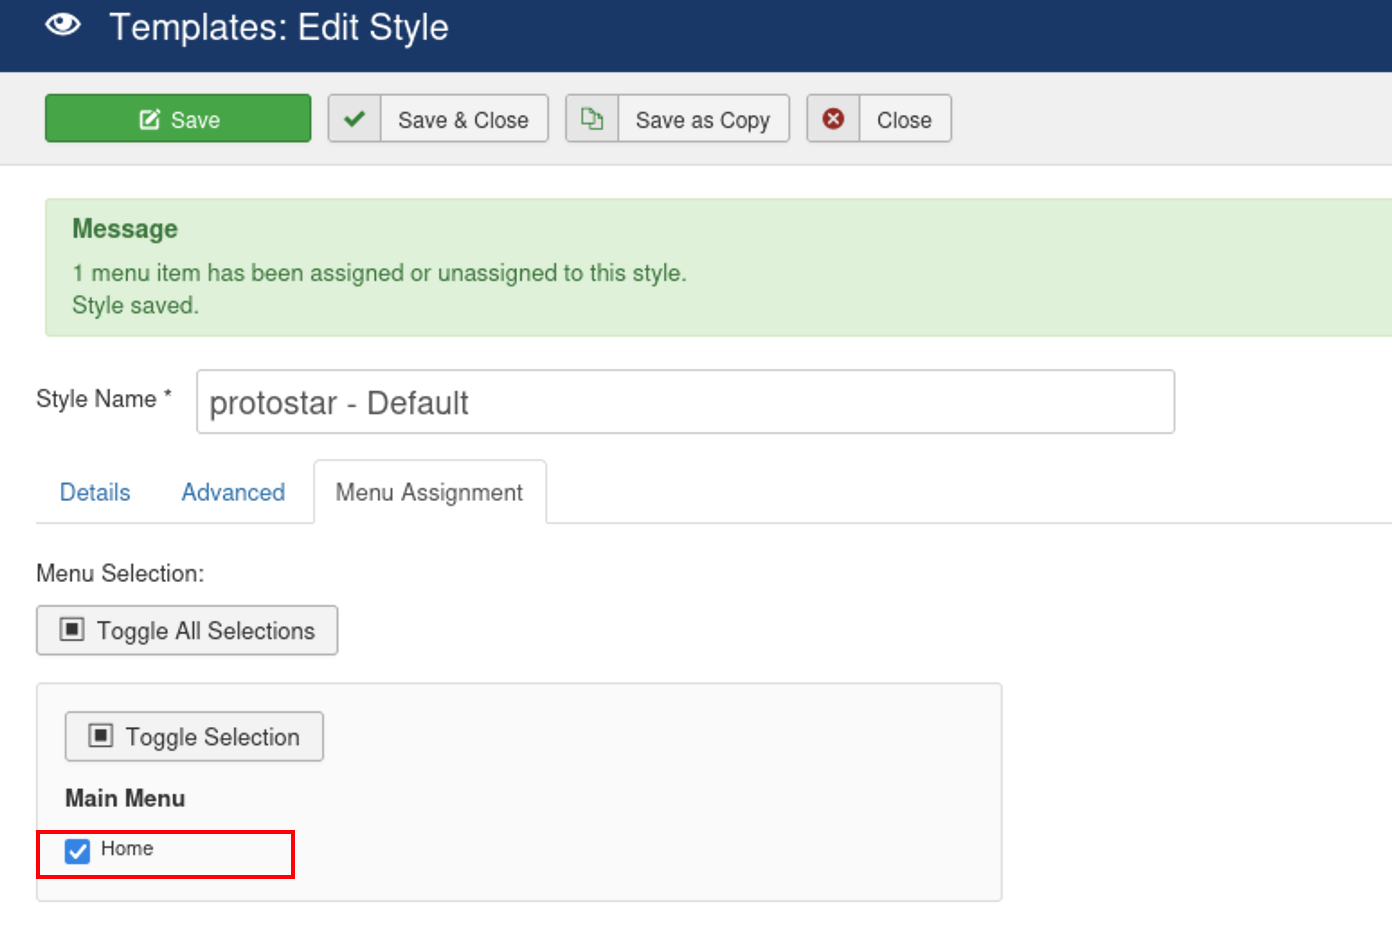 Templates: Edit Style
Save
Save & Close
Save as Copy
Close
Message
1 menu item has been assigned or unassigned to this style.
Style saved.
Style Name *
protostar - Default
Details
Advanced
Menu Assignment
Menu Selection:
Toggle All Selections
Toggle Selection
Main Menu
Home